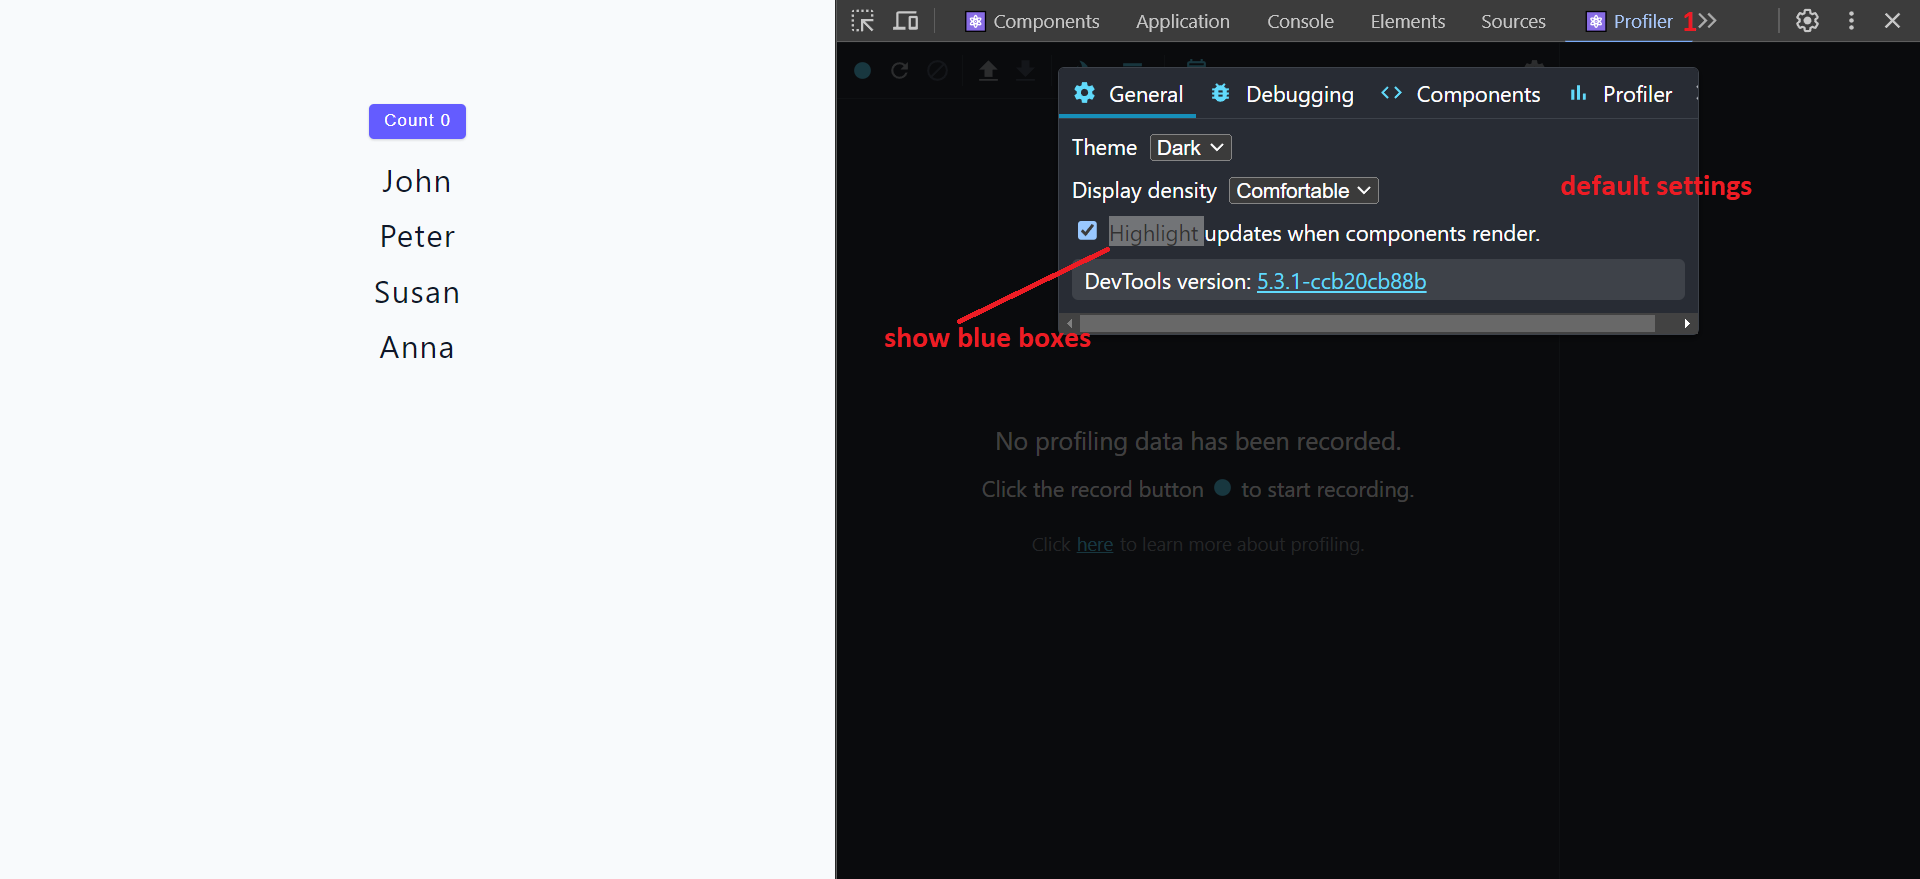 Components Application Console Elements Sources Profiler 1
Count 0
John
Peter
Susan
Anna
General Debugging Components Profiler
Theme Dark
Display density Comfortable
default settings
Highlight updates when components render.
DevTools version: 5.3.1-ccb20cb88b
show blue boxes
No profiling data has been recorded.
Click the record button to start recording.
Click here to learn more about profiling.